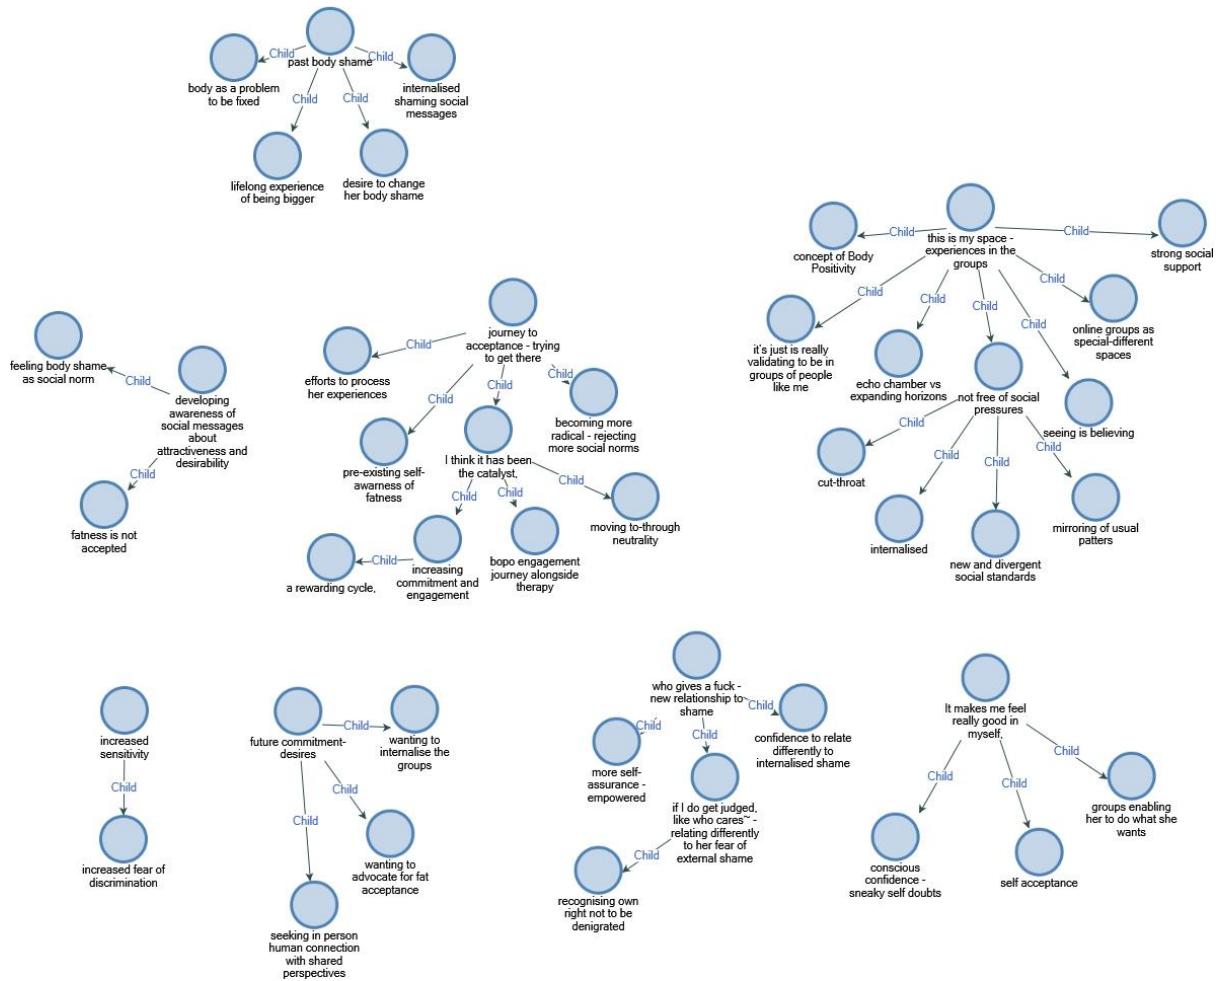 Child
Child
past body shame
body as a problem
to be fixed
internalised
shaming social
messages
Child
Child
lifelong experience
of being bigger
desire to change
her body shame
Child
Child
concept of Body
Positivity
this is my space -
experiences in the
groups
strong social
support
Child
Child
Child
Child
Child
it's just is really
validating to be in
groups of people
like me
echo chamber vs
expanding horizons
online groups as
special-different
spaces
not free of social
pressures
seeing is believing
Child
Child
Child
Child
cut-throat
internalised
new and divergent
social standards
mirroring of usual
patters
feeling body shame
as social norm
Child
developing
awareness of
social messages
about
attractiveness and
desirability
Child
fatness is not
accepted
journey to
acceptance - trying
to get there
Child
Child
Child
Child
efforts to process
her experiences
becoming more
radical - rejecting
more social norms
pre-existing self-
awarness of
fatness
I think it has been
the catalyst,
Child
Child
Child
moving to-through
neutrality
Child
a rewarding cycle,
increasing
commitment and
engagement
bopo engagement
journey alongside
therapy
increased
sensitivity
Child
increased fear of
discrimination
future commitment-
desires
Child
wanting to
internalise the
groups
Child
Child
wanting to
advocate for fat
acceptance
seeking in person
human connection
with shared
perspectives
who gives a fuck -
new relationship to
shame
Child
Child
Child
confidence to relate
differently to
internalised shame
more self-
assurance -
empowered
if I do get judged,
like who cares~ -
relating differently
to her fear of
external shame
Child
recognising own
right not to be
denigrated
It makes me feel
really good in
myself,
Child
Child
Child
groups enabling
her to do what she
wants
conscious
confidence -
sneaky self doubts
self acceptance